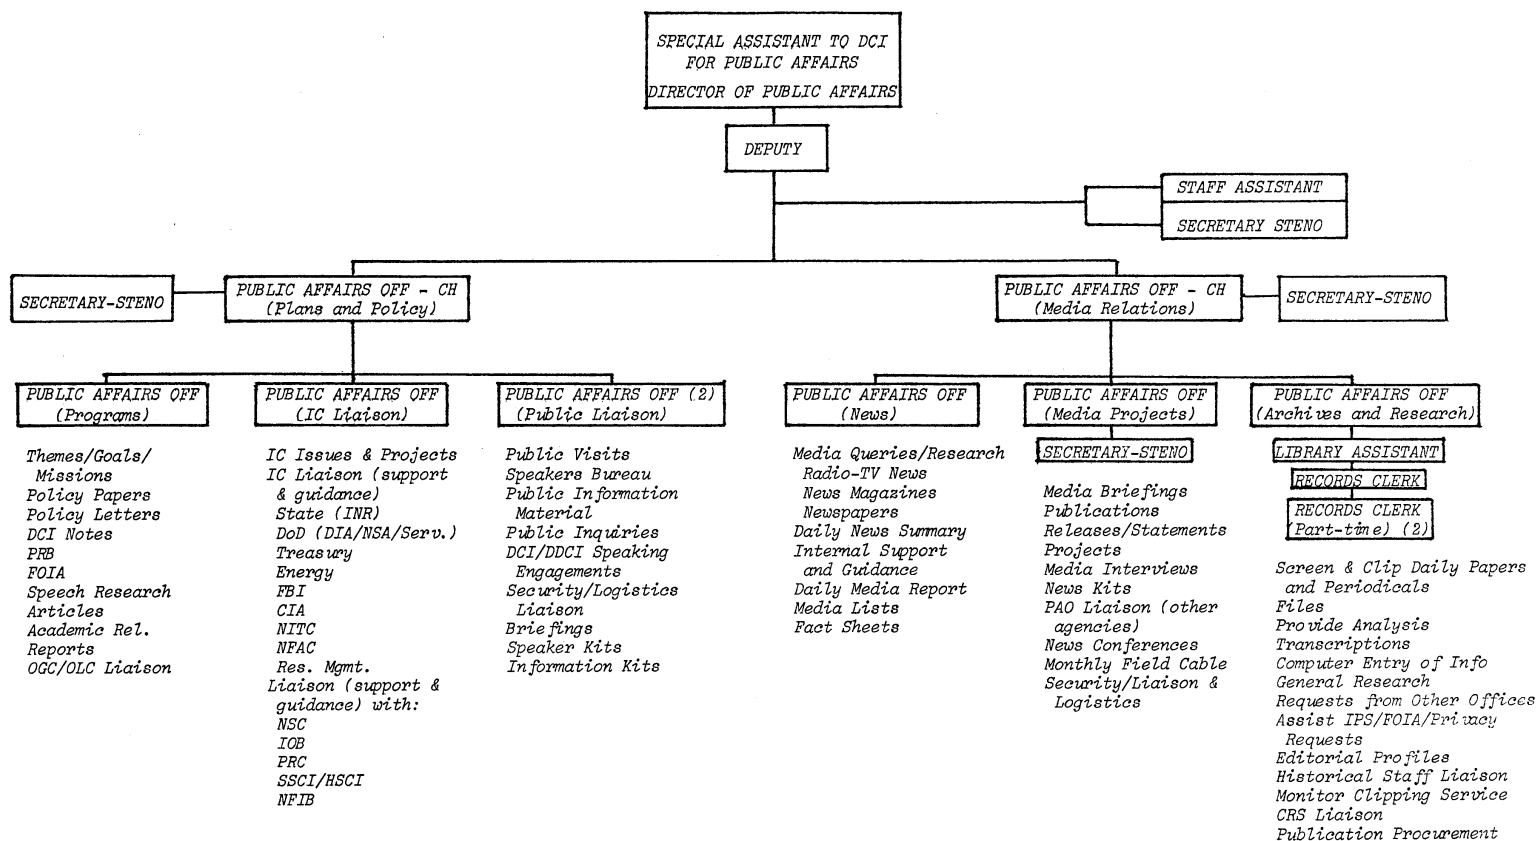 SPECIAL ASSISTANT TO DCI
FOR PUBLIC AFFAIRS
DIRECTOR OF PUBLIC AFFAIRS
DEPUTY
STAFF ASSISTANT
SECRETARY STENO
SECRETARY-STENO
PUBLIC AFFAIRS OFF - CH
(Plans and Policy)
PUBLIC AFFAIRS OFF - CH
(Media Relations)
SECRETARY-STENO
PUBLIC AFFAIRS OFF
(Programs)
Themes/Goals/
Missions
Policy Papers
Policy Letters
DCI Notes
PRB
FOIA
Speech Research
Articles
Academic Rel.
Reports
OGC/OLC Liaison
PUBLIC AFFAIRS OFF
(IC Liaison)
IC Issues & Projects
IC Liaison (support
& guidance)
State (INR)
DoD (DIA/NSA/Serv.)
Treasury
Energy
FBI
CIA
NITC
NFAC
Res. Mgmt.
Liaison (support &
guidance) with:
NSC
IOB
PRC
SSCI/HSCI
NFIB
PUBLIC AFFAIRS OFF (2)
(Public Liaison)
Public Visits
Speakers Bureau
Public Information
Material
Public Inquiries
DCI/DDCI Speaking
Engagements
Security/Logistics
Liaison
Briefings
Speaker Kits
Information Kits
PUBLIC AFFAIRS OFF
(News)
Media Queries/Research
Radio-TV News
News Magazines
Newspapers
Daily News Summary
Internal Support
and Guidance
Daily Media Report
Media Lists
Fact Sheets
PUBLIC AFFAIRS OFF
(Media Projects)
SECRETARY-STENO
Media Briefings
Publications
Releases/Statements
Projects
Media Interviews
News Kits
PAO Liaison (other
agencies)
News Conferences
Monthly Field Cable
Security/Liaison &
Logistics
PUBLIC AFFAIRS OFF
(Archives and Research)
LIBRARY ASSISTANT
RECORDS CLERK
RECORDS CLERK
Part-time) (2)
Screen & Clip Daily Papers
and Periodicals
Files
Provide Analysis
Transcriptions
Computer Entry of Info
General Research
Requests from Other Offices
Assist IPS/FOIA/Privacy
Requests
Editorial Profiles
Historical Staff Liaison
Monitor Clipping Service
CRS Liaison
Publication Procurement